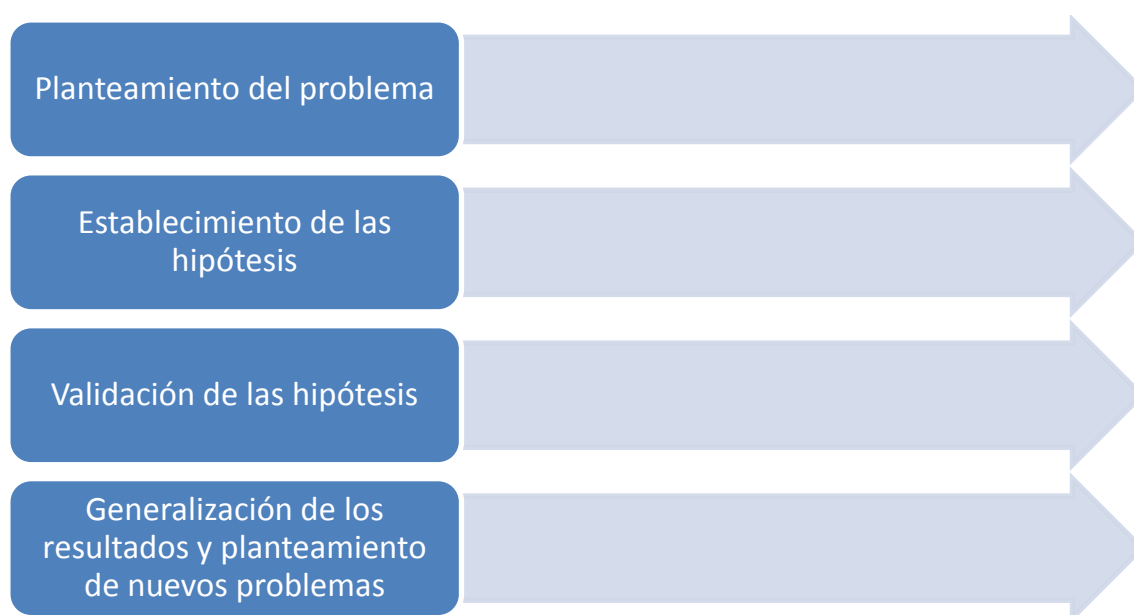 Planteamiento del problema
Establecimiento de las
hipótesis
Validación de las hipótesis
Generalización de los
resultados y planteamiento
de nuevos problemas